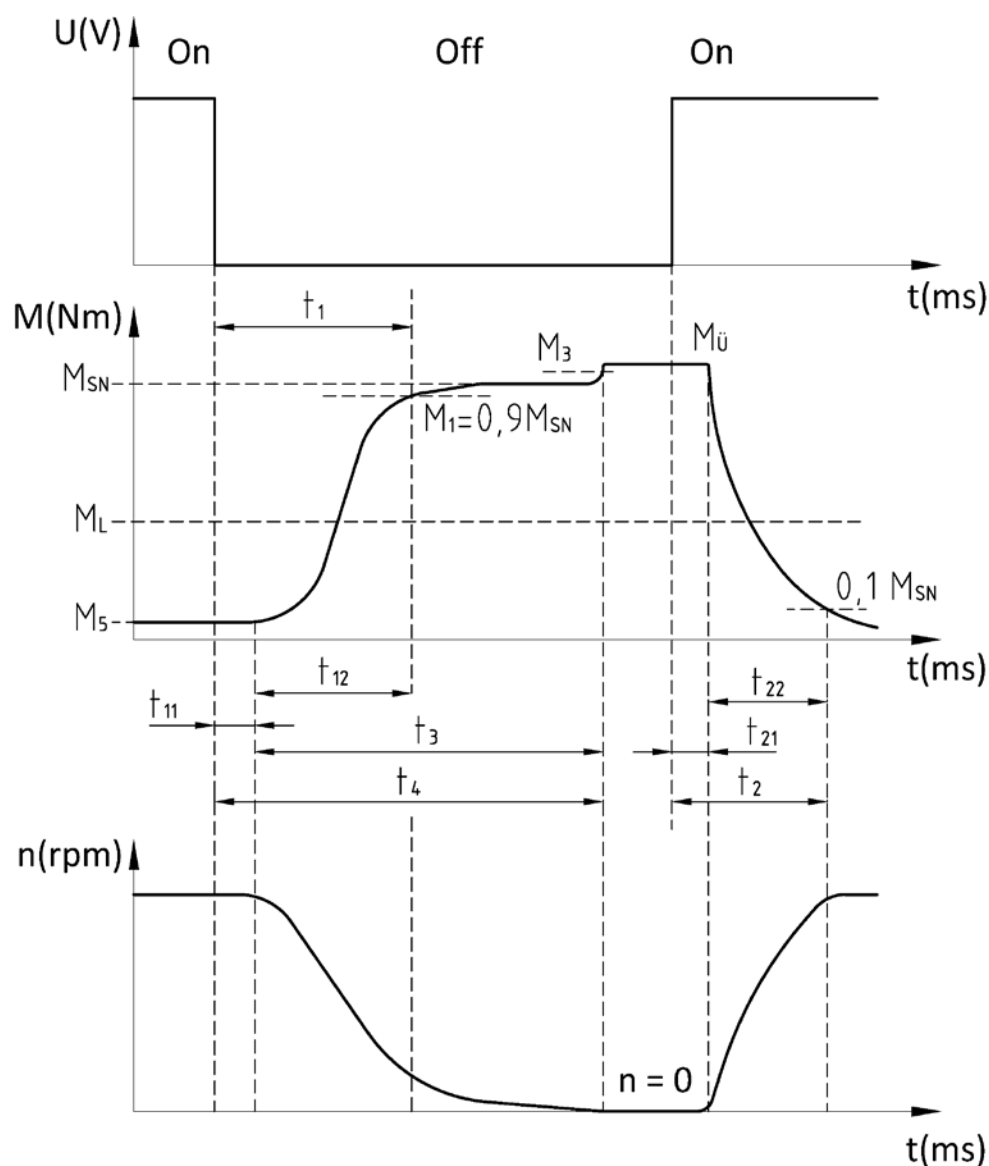 U(V)
On Off On
t(ms)
M(Nm)
t₁
M₃ Mü
MSN
M₁=0,9MSN
ML
0,1 MSN
M₅
t(ms)
t₁₂ t₂₂
t₁₁ t₃ t₂₁
t₄ t₂
n(rpm)
n = 0
t(ms)